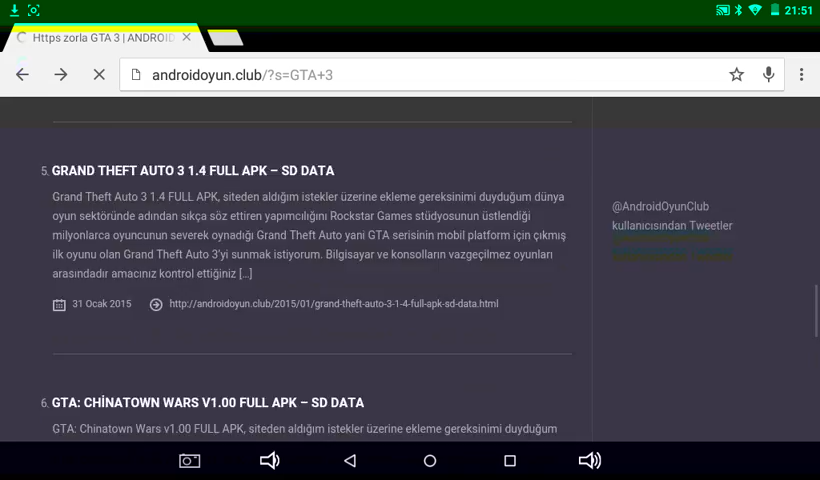 21:51
Https zorla GTA 3 | ANDROID
androidoyun.club/?s=GTA+3
5. GRAND THEFT AUTO 3 1.4 FULL APK – SD DATA
Grand Theft Auto 3 1.4 FULL APK, siteden aldığım istekler üzerine ekleme gereksinimi duyduğum dünya
oyun sektöründe adından sıkça söz ettiren yapımcılığını Rockstar Games stüdyosunun üstlendiği
milyonlarca oyuncunun severek oynadığı Grand Theft Auto yani GTA serisinin mobil platform için çıkmış
ilk oyunu olan Grand Theft Auto 3'yi sunmak istiyorum. Bilgisayar ve konsolların vazgeçilmez oyunları
arasındadır amacınız kontrol ettiğiniz [...]
31 Ocak 2015 http://androidoyun.club/2015/01/grand-theft-auto-3-1-4-full-apk-sd-data.html
@AndroidOyunClub
kullanıcısından Tweetler
6. GTA: CHİNATOWN WARS V1.00 FULL APK – SD DATA
GTA: Chinatown Wars v1.00 FULL APK, siteden aldığım istekler üzerine ekleme gereksinimi duyduğum